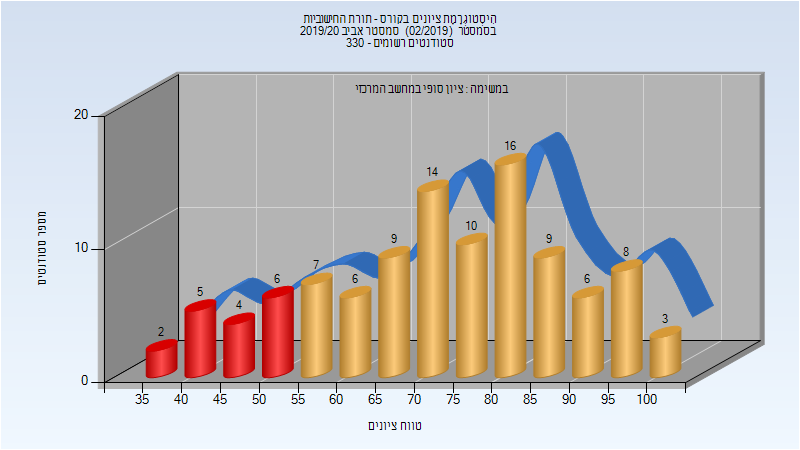 היסטוגרמת ציונים בקורס - תורת החישוביות
בסמסטר (02/2019) סמסטר אביב 2019/20
סטודנטים רשומים - 330
במשימה : ציון סופי במחשב המרכזי
מספר סטודנטים
20
10
0
2
5
4
6
7
6
9
14
10
16
9
6
8
3
35 40 45 50 55 60 65 70 75 80 85 90 95 100
טווח ציונים